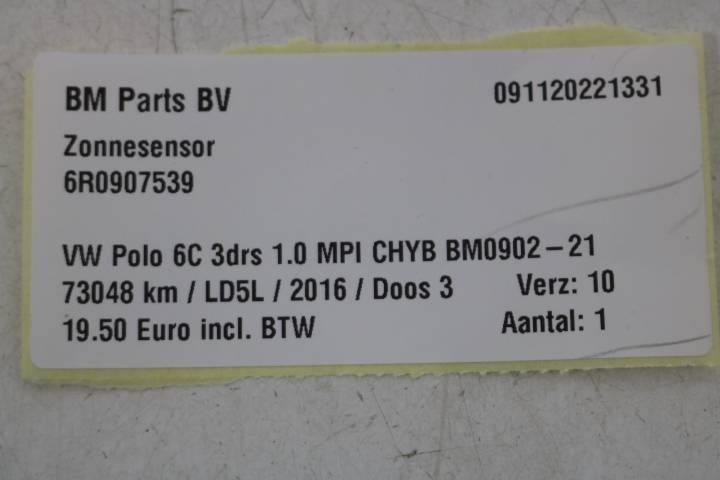 BM Parts BV 091120221331
Zonnesensor
6R0907539
VW Polo 6C 3drs 1.0 MPI CHYB BM0902-21
73048 km / LD5L / 2016 / Doos 3 Verz: 10
19.50 Euro incl. BTW Aantal: 1